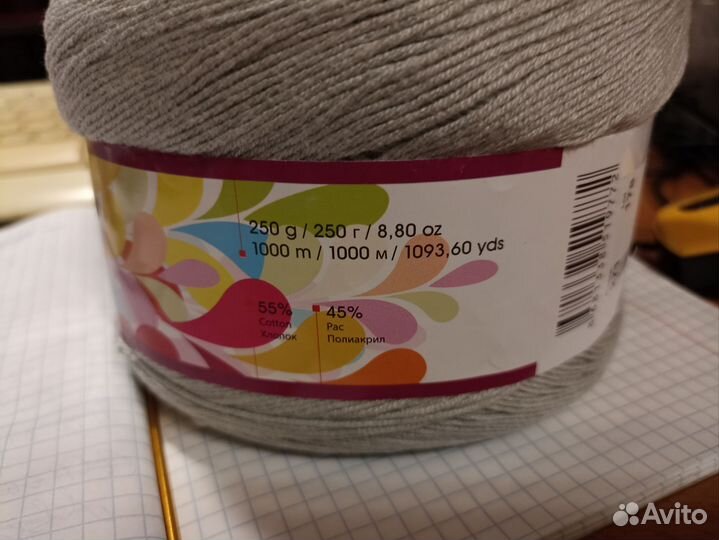 250 g / 250 г / 8,80 oz
1000 m / 1000 м / 1093,60 yds
55%
Cotton
Хлопок
45%
Pac
Полиакрил
Avito